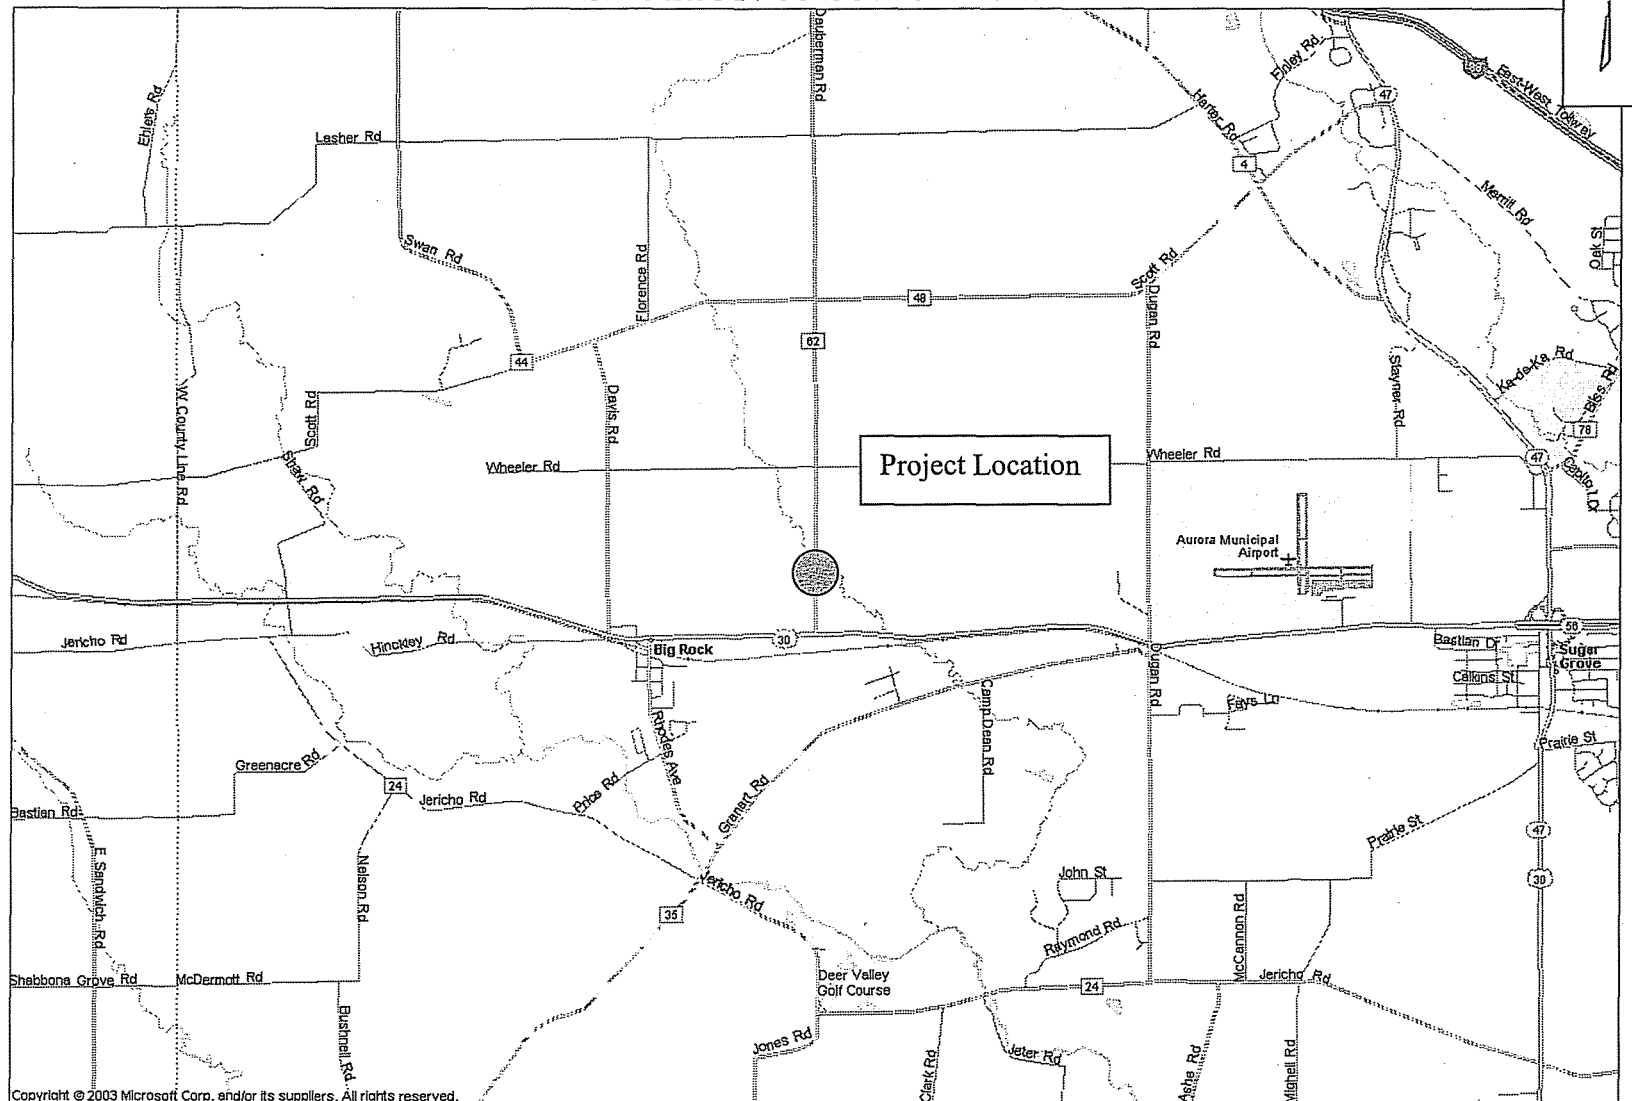 Dauberman Rd
Finley Rd
47
East-West Tollway
Ehlers Rd
Harter Rd
Lasher Rd
4
Merrill Rd
Oak St
Swan Rd
Florence Rd
Scott Rd
Dugan Rd
48
62
44
Ka-de-Ka Rd
Bliss Rd
Slayner Rd
W County Line Rd
Scott Rd
Davis Rd
78
Shaw Rd
Wheeler Rd
Project Location
Wheeler Rd
47
Aurora Municipal
Airport
Jericho Rd
Hinckley Rd
30
Big Rock
56
Bastian Dr
Sugar
Grove
Calkins St
Dugan Rd
Camp Dean Rd
Fays Ln
Rhodes Ave
Prairie St
Greenacre Rd
24
Jericho Rd
Price Rd
Granart Rd
Bastian Rd
Prairie St
47
E Sandwich Rd
Nelson Rd
Jericho Rd
John St
30
35
McCannon Rd
Raymond Rd
Shabbona Grove Rd
McDermott Rd
Deer Valley
Golf Course
24
Jericho Rd
Bushnell Rd
Jones Rd
Clark Rd
Jeter Rd
Ashe Rd
Mighell Rd
Copyright © 2003 Microsoft Corp. and/or its suppliers. All rights reserved.